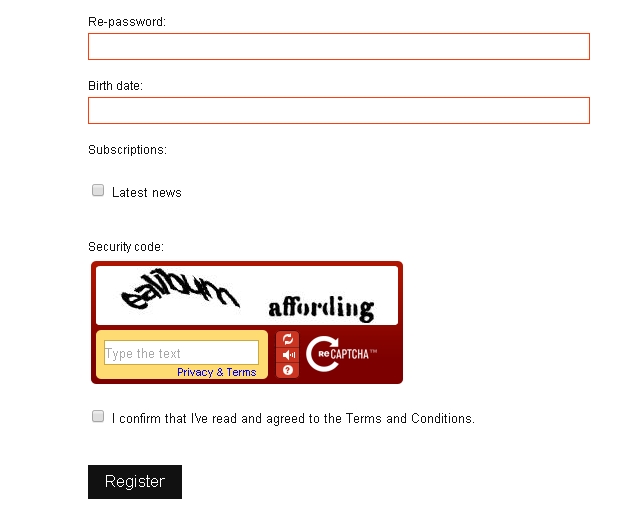 Re-password:
Birth date:
Subscriptions:
Latest news
Security code:
affording
Type the text
Privacy & Terms
reCAPTCHA™
I confirm that I've read and agreed to the Terms and Conditions.
Register